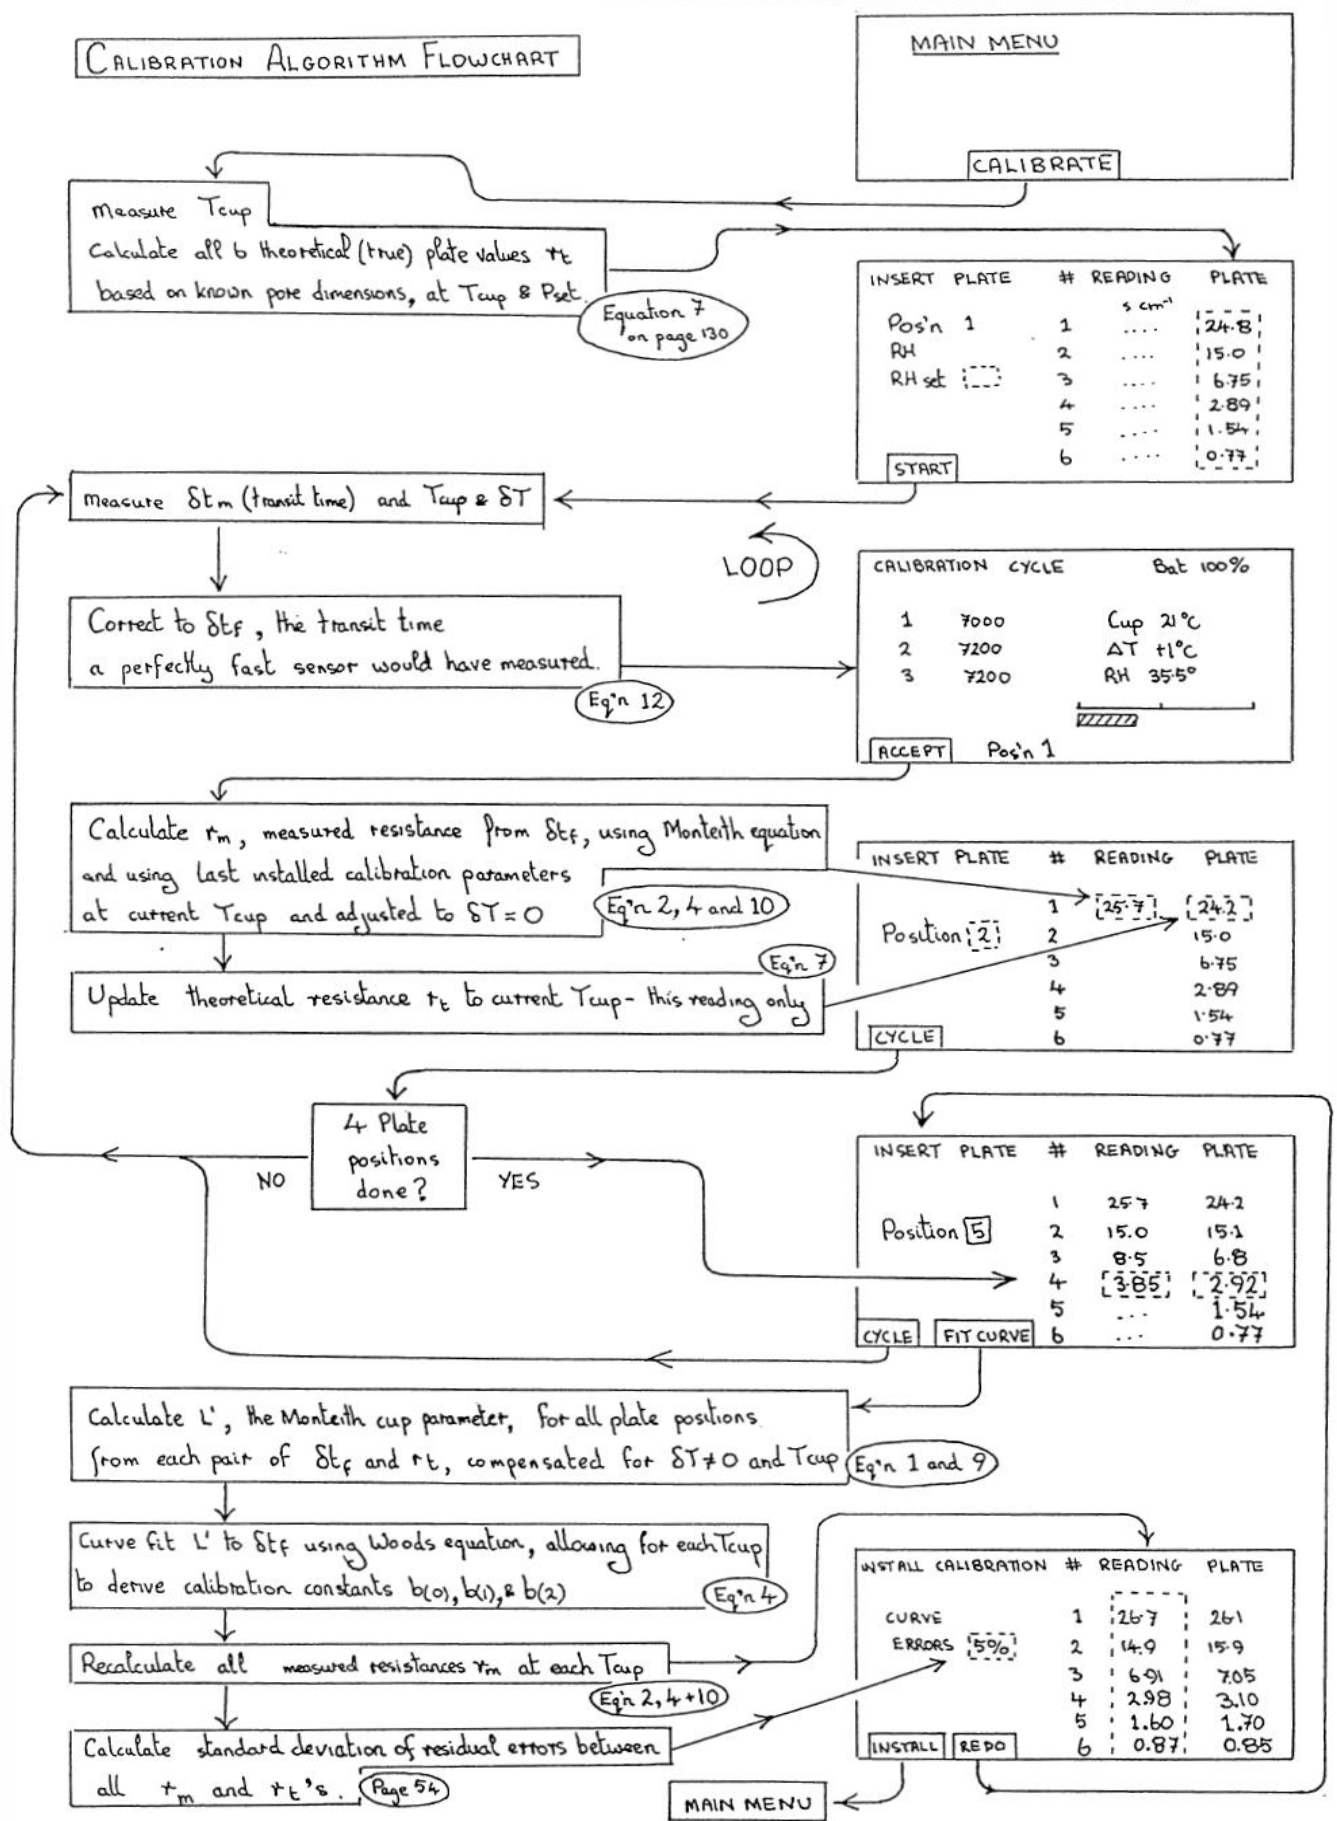 CALIBRATION ALGORITHM FLOWCHART
MAIN MENU
CALIBRATE
Measure Tcup
Calculate all 6 theoretical (true) plate values rt
based on known pore dimensions, at Tcup & Pset.
Equation 7
on page 130
INSERT PLATE # READING PLATE
s cm⁻¹
Pos'n 1 1 .... 24.8
RH 2 .... 15.0
RH set 3 .... 6.75
4 .... 2.89
5 .... 1.54
6 .... 0.77
START
Measure δtm (transit time) and Tcup & δT
LOOP
Correct to δtf, the transit time
a perfectly fast sensor would have measured.
Eq'n 12
CALIBRATION CYCLE Bat 100%
1 7000 Cup 21°C
2 7200 ΔT +1°C
3 7200 RH 35.5°
ACCEPT Pos'n 1
Calculate rm, measured resistance from δtf, using Monteith equation
and using last installed calibration parameters
at current Tcup and adjusted to δT = 0
Eq'n 2, 4 and 10
Eq'n 7
Update theoretical resistance rt to current Tcup - this reading only
INSERT PLATE # READING PLATE
1 25.7 24.2
Position 2 2 15.0
3 6.75
4 2.89
5 1.54
CYCLE 6 0.77
4 Plate
positions
done?
NO
YES
INSERT PLATE # READING PLATE
1 25.7 24.2
Position 5 2 15.0 15.1
3 8.5 6.8
4 3.85 2.92
5 ... 1.54
CYCLE FIT CURVE 6 ... 0.77
Calculate L', the Monteith cup parameter, for all plate positions
from each pair of δtf and rt, compensated for δT≠0 and Tcup
Eq'n 1 and 9
Curve fit L' to δtf using Woods equation, allowing for each Tcup
to derive calibration constants b(0), b(1), & b(2)
Eq'n 4
Recalculate all measured resistances rm at each Tcup
Eq'n 2, 4 + 10
Calculate standard deviation of residual errors between
all rm and rt's.
Page 54
INSTALL CALIBRATION # READING PLATE
CURVE 1 26.7 26.1
ERRORS 5% 2 14.9 15.9
3 6.91 7.05
4 2.98 3.10
5 1.60 1.70
INSTALL REDO 6 0.87 0.85
MAIN MENU